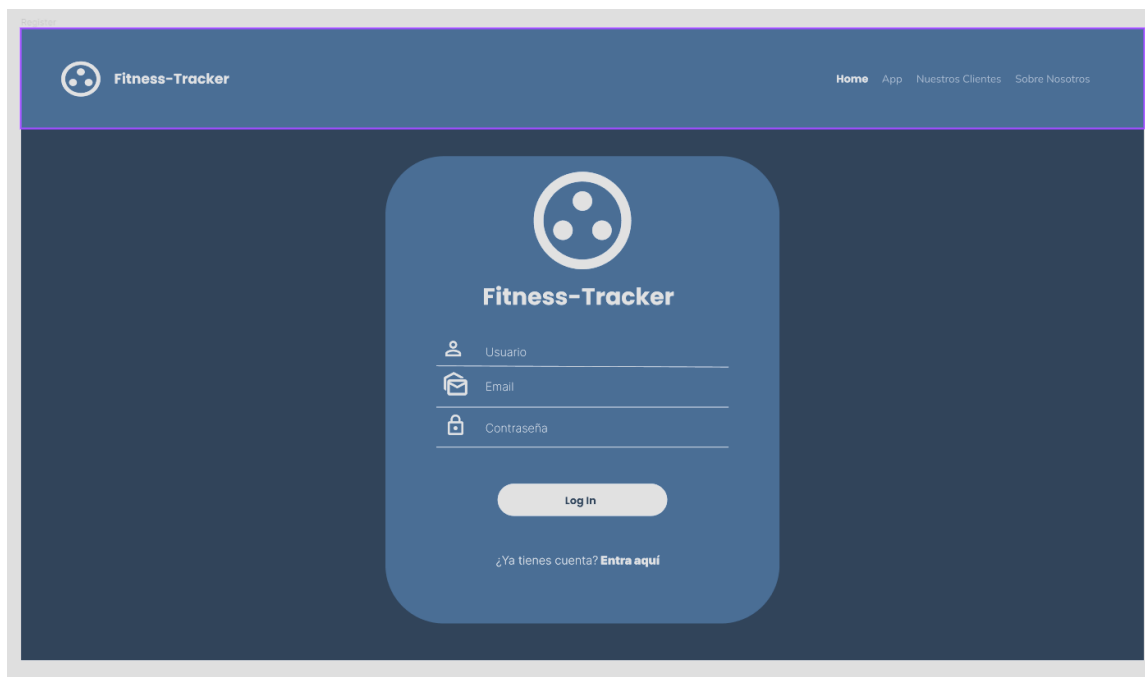 Register
Fitness-Tracker
Home App Nuestros Clientes Sobre Nosotros
Fitness-Tracker
Usuario
Email
Contraseña
Log In
¿Ya tienes cuenta? Entra aquí